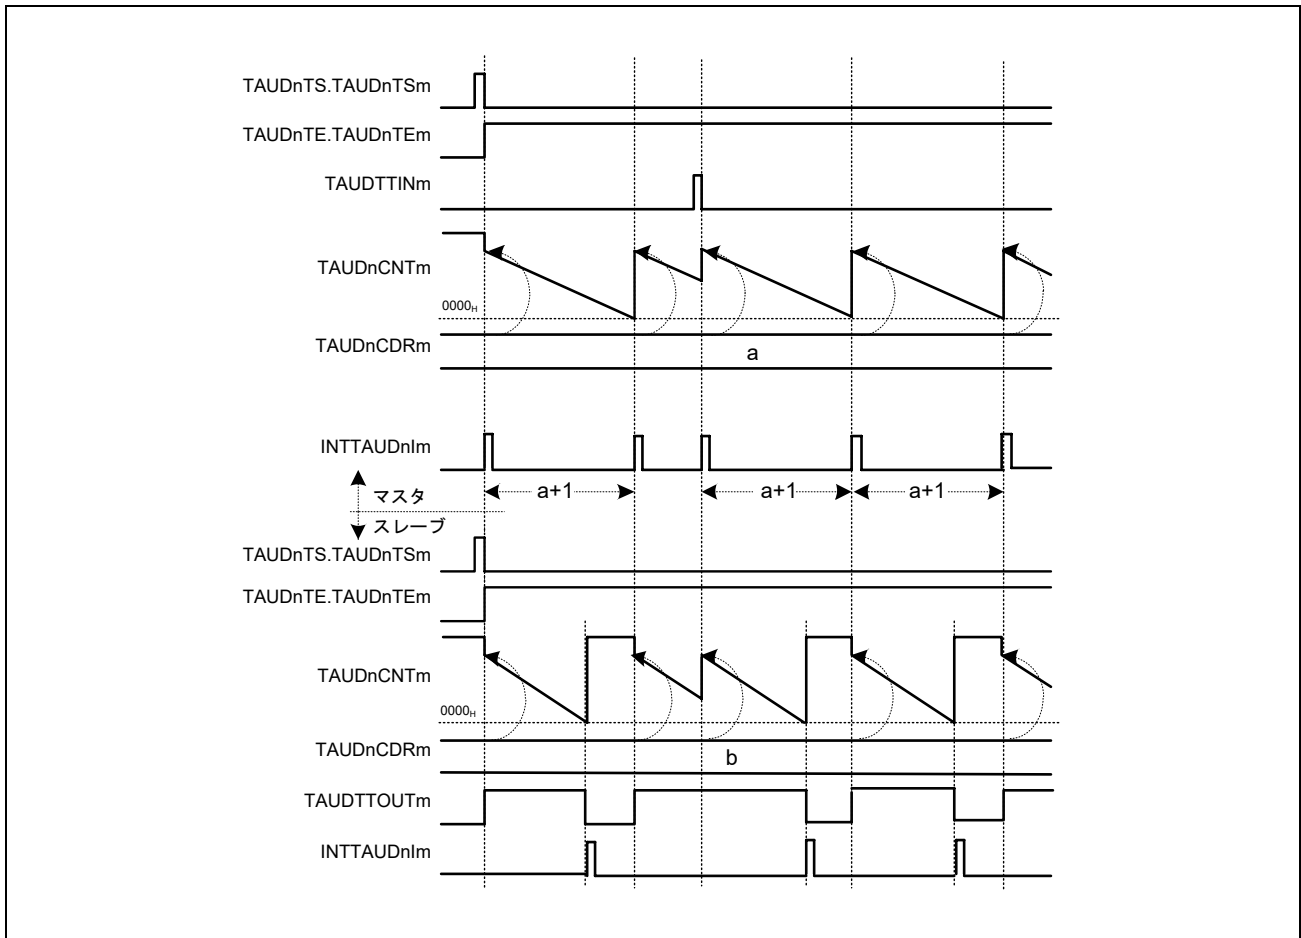 TAUDnTS.TAUDnTSm
TAUDnTE.TAUDnTEm
TAUDTTINm
TAUDnCNTm
0000H
TAUDnCDRm
a
INTTAUDnIm
a+1 a+1 a+1
マスタ
スレーブ
TAUDnTS.TAUDnTSm
TAUDnTE.TAUDnTEm
TAUDnCNTm
0000H
TAUDnCDRm
b
TAUDTTOUTm
INTTAUDnIm